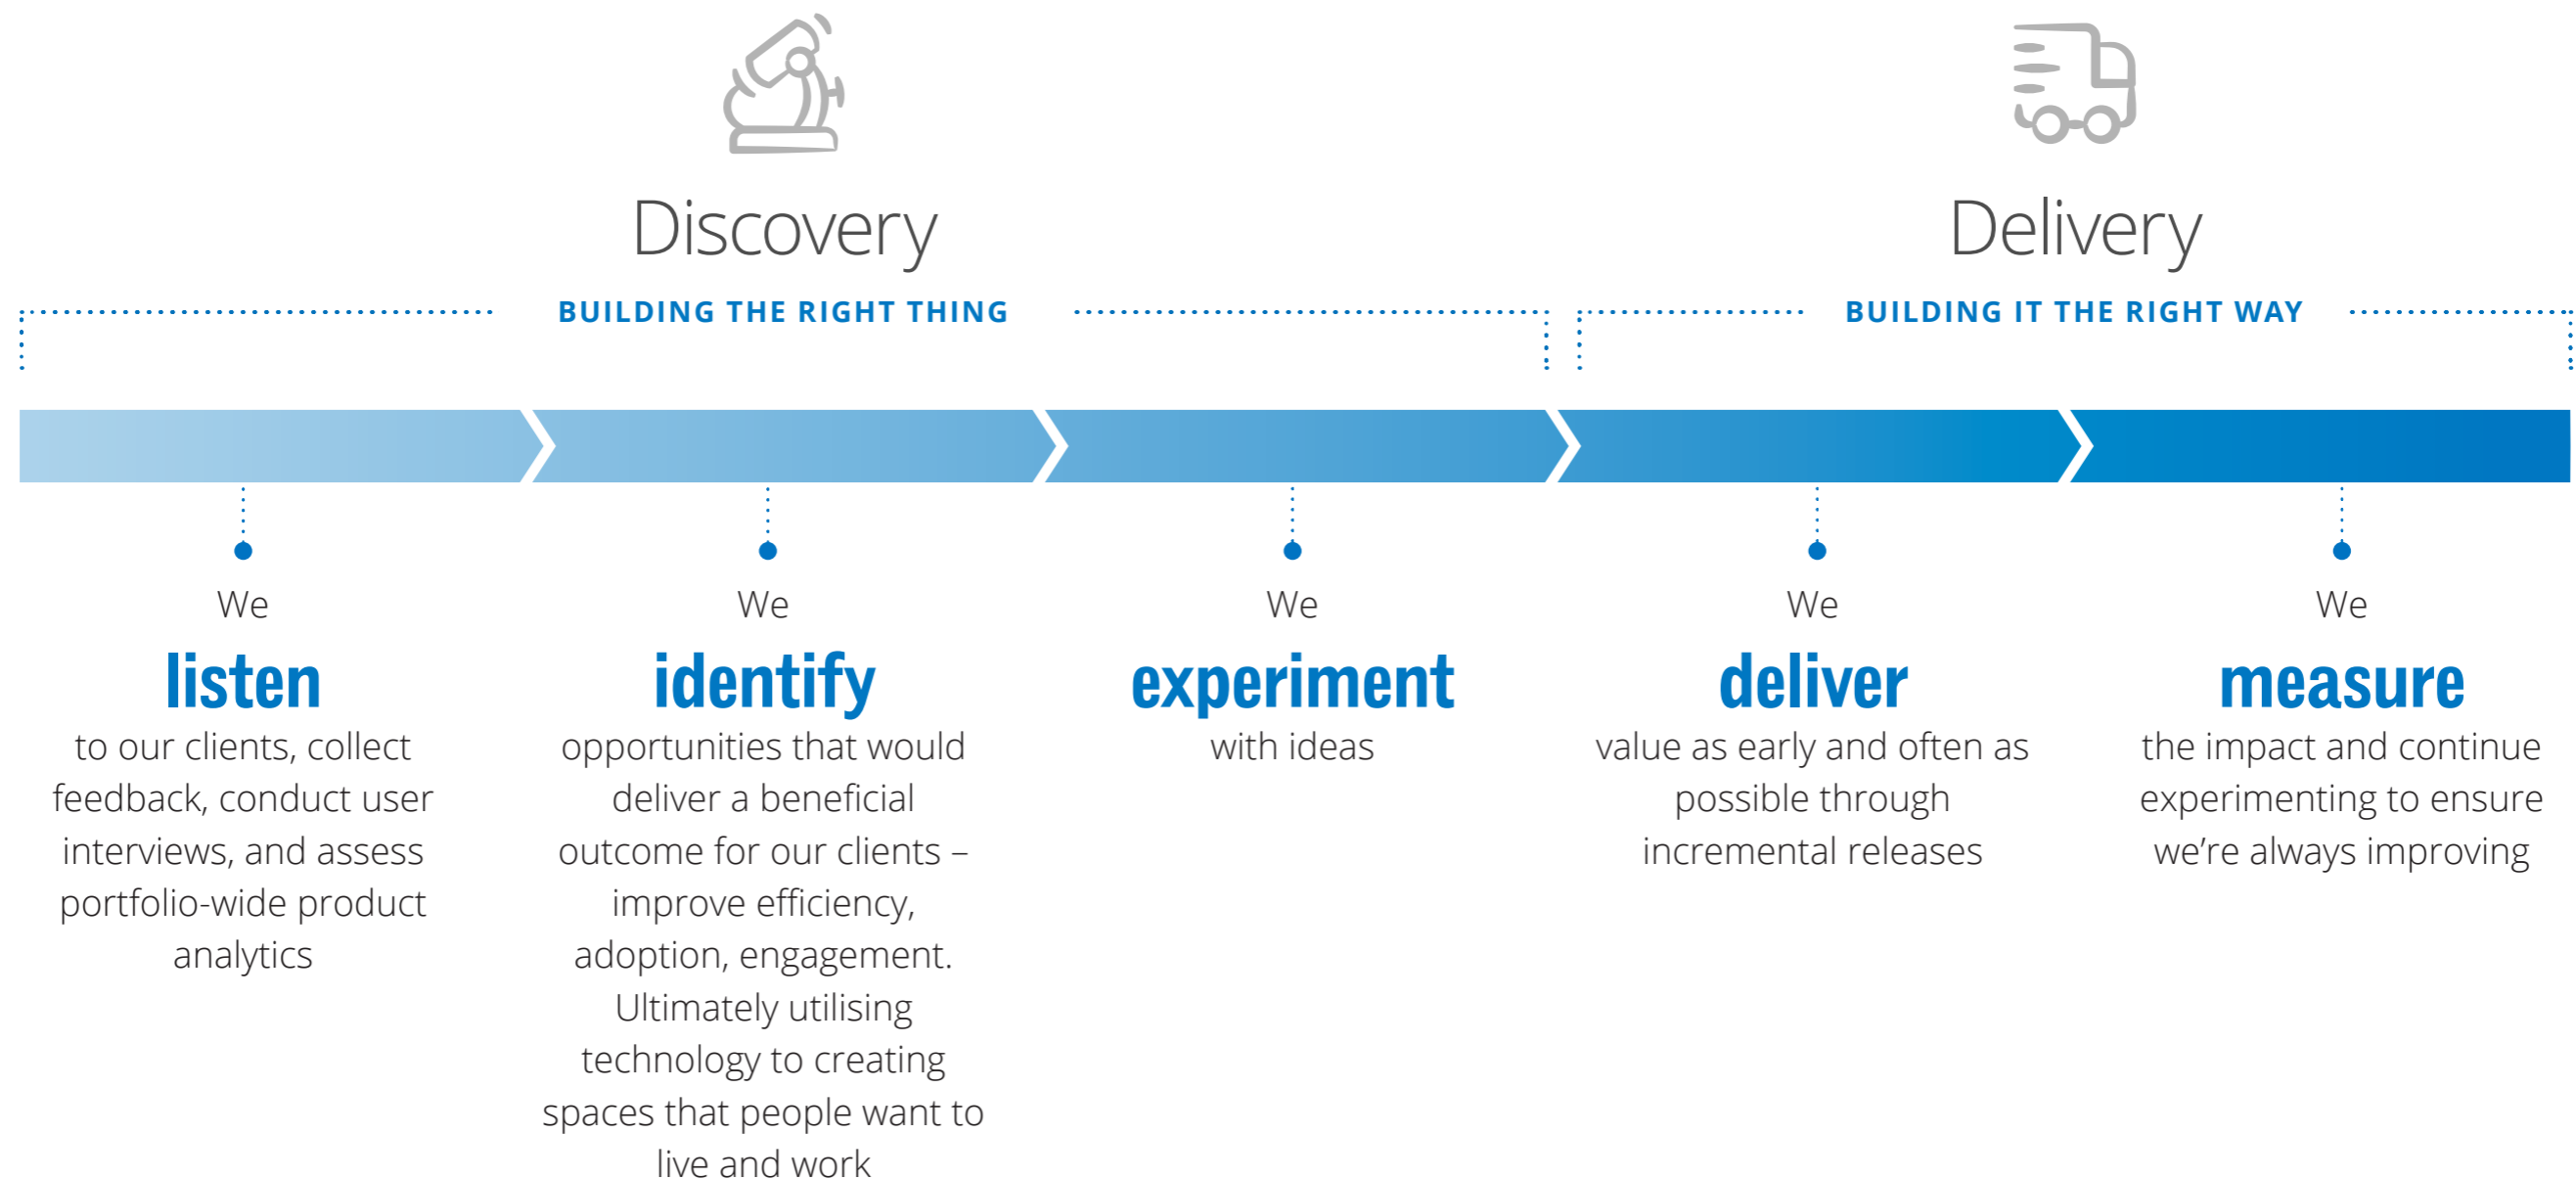 Discovery
BUILDING THE RIGHT THING
Delivery
BUILDING IT THE RIGHT WAY
We
listen
to our clients, collect
feedback, conduct user
interviews, and assess
portfolio-wide product
analytics
We
identify
opportunities that would
deliver a beneficial
outcome for our clients –
improve efficiency,
adoption, engagement.
Ultimately utilising
technology to creating
spaces that people want to
live and work
We
experiment
with ideas
We
deliver
value as early and often as
possible through
incremental releases
We
measure
the impact and continue
experimenting to ensure
we’re always improving